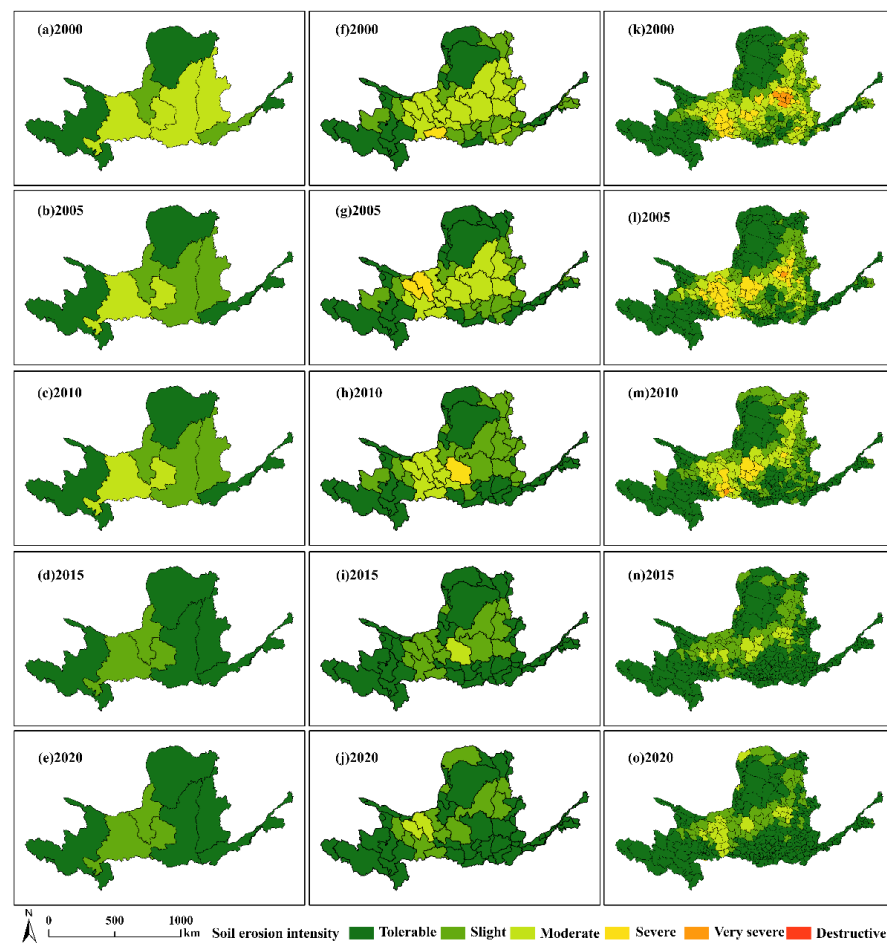 (a)2000
(f)2000
(k)2000
(b)2005
(g)2005
(l)2005
(c)2010
(h)2010
(m)2010
(d)2015
(i)2015
(n)2015
(e)2020
(j)2020
(o)2020
N
0 500 1000
km
Soil erosion intensity Tolerable Slight Moderate Severe Very severe Destructive